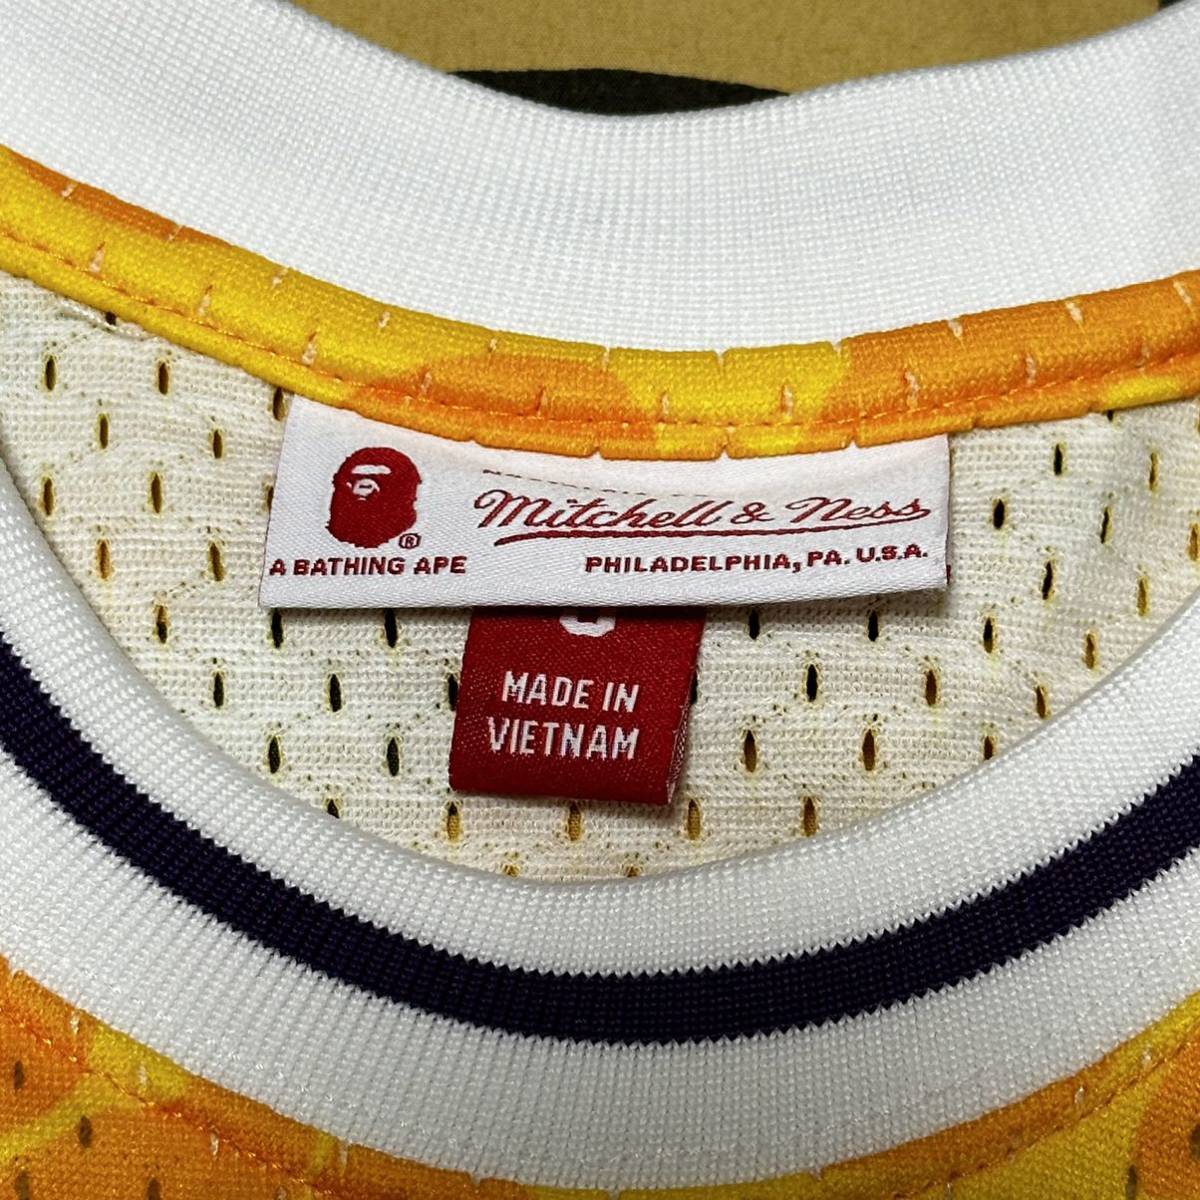 Mitchell & Ness
®
A BATHING APE
PHILADELPHIA, PA. U.S.A.
MADE IN
VIETNAM